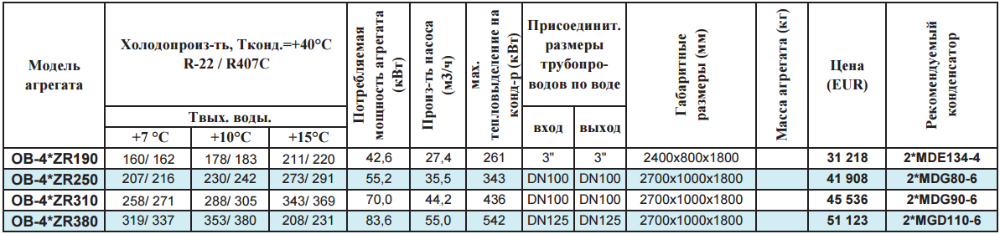 Модель агрегата
Холодопроиз-ть, Тконд.=+40°C
R-22 / R407C
Твых. воды.
+7 °C +10°C +15°C
Потребляемая мощность агрегата (кВт)
Произ-ть насоса (м3/ч)
max. тепловыделение на конд-р (кВт)
Присоединит. размеры трубопро-водов по воде
вход выход
Габаритные размеры (мм)
Масса агрегата (кг)
Цена (EUR)
Рекомендуемый конденсатор
OB-4*ZR190 160/ 162 178/ 183 211/ 220 42,6 27,4 261 3" 3" 2400x800x1800 31 218 2*MDE134-4
OB-4*ZR250 207/ 216 230/ 242 273/ 291 55,2 35,5 343 DN100 DN100 2700x1000x1800 41 908 2*MDG80-6
OB-4*ZR310 258/ 271 288/ 305 343/ 369 70,0 44,2 436 DN100 DN100 2700x1000x1800 45 536 2*MDG90-6
OB-4*ZR380 319/ 337 353/ 380 208/ 231 83,6 55,0 542 DN125 DN125 2700x1000x1800 51 123 2*MGD110-6